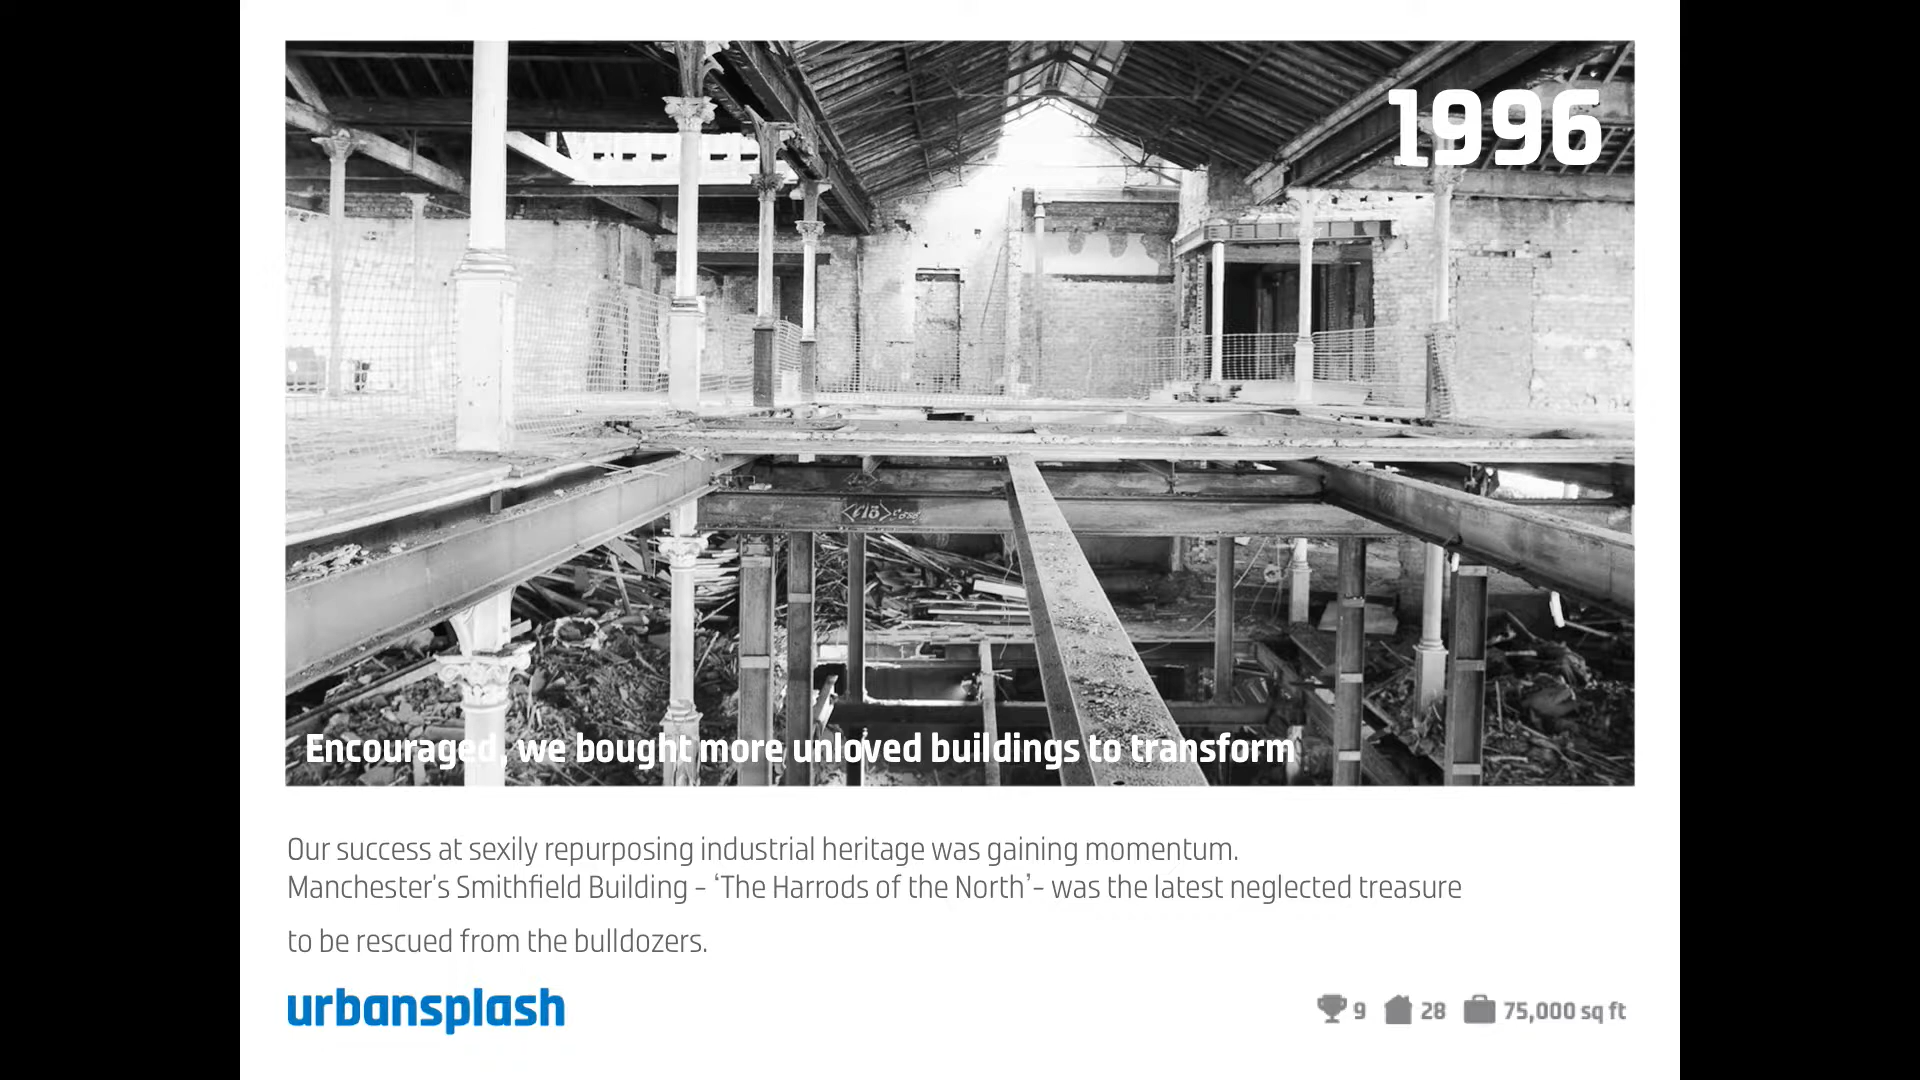 1996
Encouraged, we bought more unloved buildings to transform
Our success at sexily repurposing industrial heritage was gaining momentum.
Manchester's Smithfield Building - ‘The Harrods of the North’- was the latest neglected treasure
to be rescued from the bulldozers.
urbansplash
9 28 75,000 sq ft